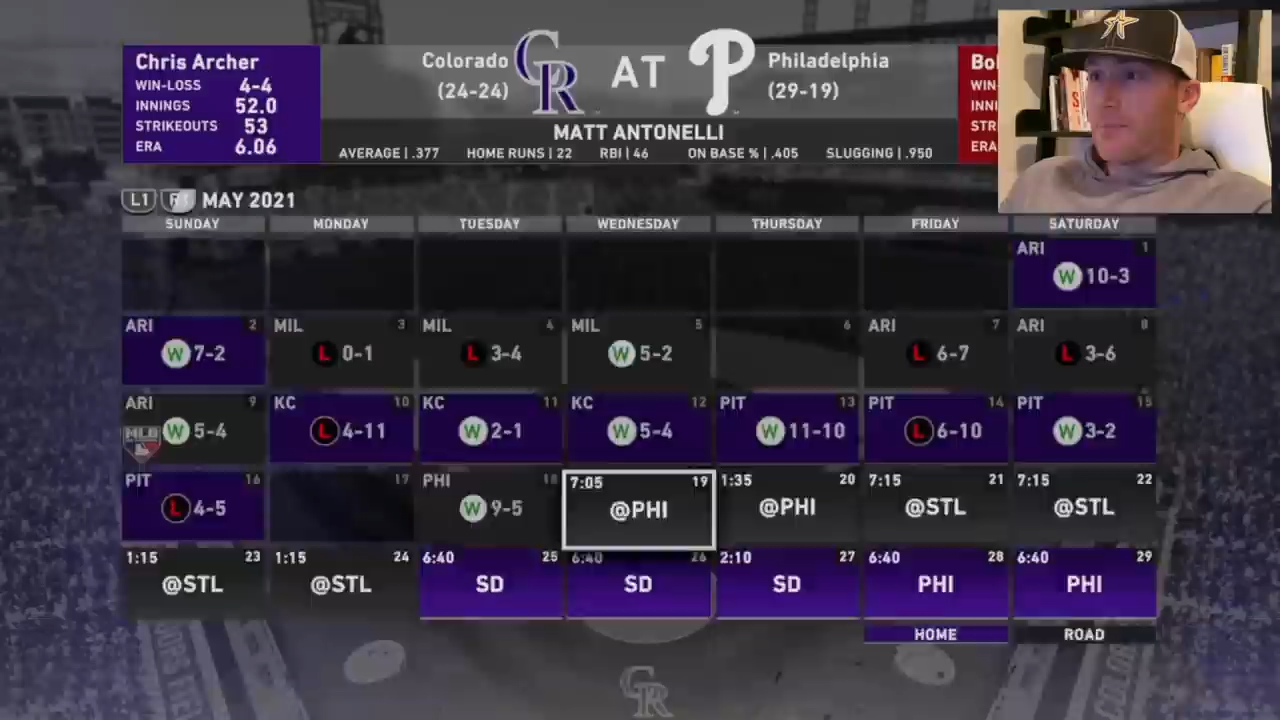 Chris Archer
WIN-LOSS 4-4
INNINGS 52.0
STRIKEOUTS 53
ERA 6.06
Colorado
(24-24)
CR
AT
P
Philadelphia
(29-19)
MATT ANTONELLI
AVERAGE | .377 HOME RUNS | 22 RBI | 46 ON BASE % | .405 SLUGGING | .950
WIN-
INNI
STR
ERA
L1 R1 MAY 2021
SUNDAY MONDAY TUESDAY WEDNESDAY THURSDAY FRIDAY SATURDAY
ARI 1
W 10-3
ARI 2 MIL 3 MIL 4 MIL 5 6 ARI 7 ARI 8
W 7-2 L 0-1 L 3-4 W 5-2 L 6-7 L 3-6
ARI 9 KC 10 KC 11 KC 12 PIT 13 PIT 14 PIT 15
MLB W 5-4 L 4-11 W 2-1 W 5-4 W 11-10 L 6-10 W 3-2
PIT 16 17 PHI 18 7:05 19 1:35 20 7:15 21 7:15 22
L 4-5 W 9-5 @PHI @PHI @STL @STL
1:15 23 1:15 24 6:40 25 6:40 26 2:10 27 6:40 28 6:40 29
@STL @STL SD SD SD PHI PHI
HOME ROAD
CR